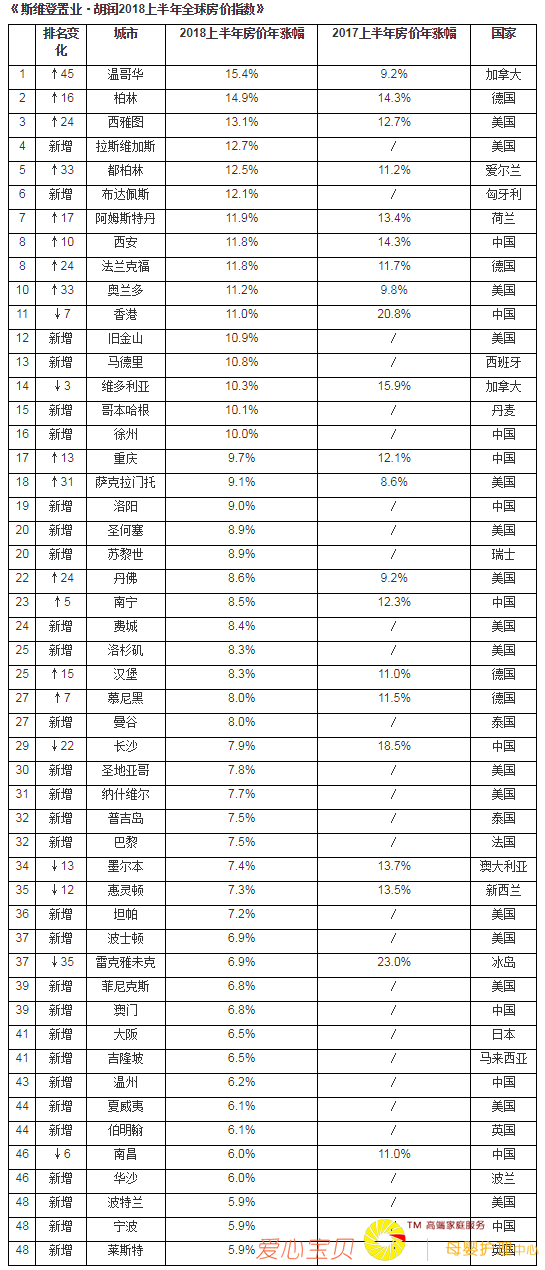 《斯维登置业·胡润2018上半年全球房价指数》
排名变化 城市 2018上半年房价年涨幅 2017上半年房价年涨幅 国家
1 ↑45 温哥华 15.4% 9.2% 加拿大
2 ↑16 柏林 14.9% 14.3% 德国
3 ↑24 西雅图 13.1% 12.7% 美国
4 新增 拉斯维加斯 12.7% / 美国
5 ↑33 都柏林 12.5% 11.2% 爱尔兰
6 新增 布达佩斯 12.1% / 匈牙利
7 ↑17 阿姆斯特丹 11.9% 13.4% 荷兰
8 ↑10 西安 11.8% 14.3% 中国
8 ↑24 法兰克福 11.8% 11.7% 德国
10 ↑33 奥兰多 11.2% 9.8% 美国
11 ↓7 香港 11.0% 20.8% 中国
12 新增 旧金山 10.9% / 美国
13 新增 马德里 10.8% / 西班牙
14 ↓3 维多利亚 10.3% 15.9% 加拿大
15 新增 哥本哈根 10.1% / 丹麦
16 新增 徐州 10.0% / 中国
17 ↑13 重庆 9.7% 12.1% 中国
18 ↑31 萨克拉门托 9.1% 8.6% 美国
19 新增 洛阳 9.0% / 中国
20 新增 圣何塞 8.9% / 美国
20 新增 苏黎世 8.9% / 瑞士
22 ↑24 丹佛 8.6% 9.2% 美国
23 ↑5 南宁 8.5% 12.3% 中国
24 新增 费城 8.4% / 美国
25 新增 洛杉矶 8.3% / 美国
25 ↑15 汉堡 8.3% 11.0% 德国
27 ↑7 慕尼黑 8.0% 11.5% 德国
27 新增 曼谷 8.0% / 泰国
29 ↓22 长沙 7.9% 18.5% 中国
30 新增 圣地亚哥 7.8% / 美国
31 新增 纳什维尔 7.7% / 美国
32 新增 普吉岛 7.5% / 泰国
32 新增 巴黎 7.5% / 法国
34 ↓13 墨尔本 7.4% 13.7% 澳大利亚
35 ↓12 惠灵顿 7.3% 13.5% 新西兰
36 新增 坦帕 7.2% / 美国
37 新增 波士顿 6.9% / 美国
37 ↓35 雷克雅未克 6.9% 23.0% 冰岛
39 新增 菲尼克斯 6.8% / 美国
39 新增 澳门 6.8% / 中国
41 新增 大阪 6.5% / 日本
41 新增 吉隆坡 6.5% / 马来西亚
43 新增 温州 6.2% / 中国
44 新增 夏威夷 6.1% / 美国
44 新增 伯明翰 6.1% / 英国
46 ↓6 南昌 6.0% 11.0% 中国
46 新增 华沙 6.0% / 波兰
48 新增 波特兰 5.9% / 美国
48 新增 宁波 5.9% / 中国
48 新增 莱斯特 5.9% 英国
TM 高端家庭服务
爱心宝贝 母婴护理中心